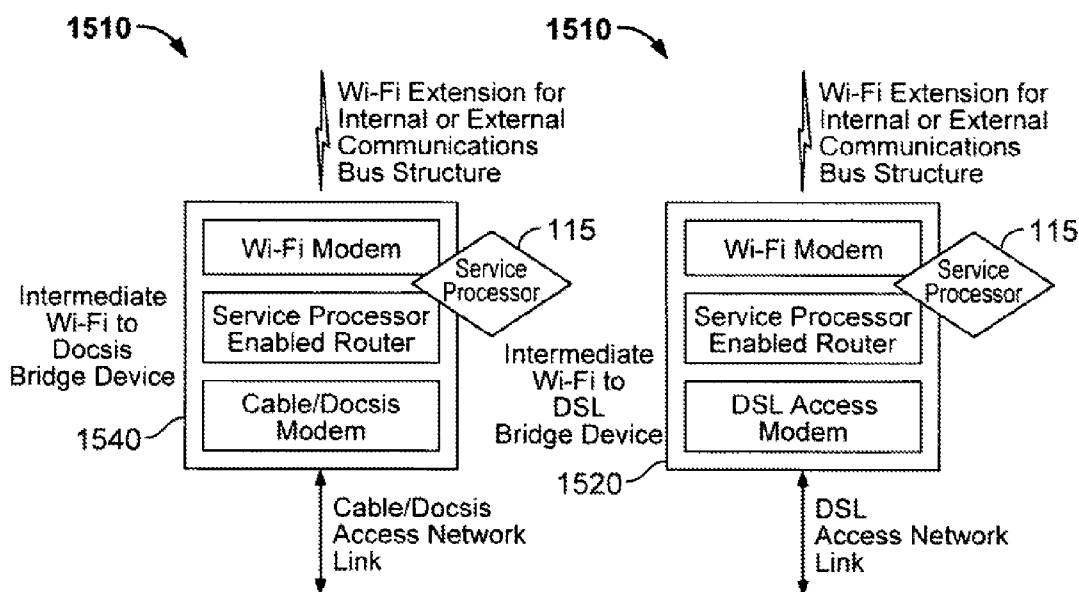 1510
Wi-Fi Extension for
Internal or External
Communications
Bus Structure
Wi-Fi Modem
115
Service
Processor
Service Processor
Enabled Router
Intermediate
Wi-Fi to
Docsis
Bridge Device
1540
Cable/Docsis
Modem
Cable/Docsis
Access Network
Link
1510
Wi-Fi Extension for
Internal or External
Communications
Bus Structure
Wi-Fi Modem
115
Service
Processor
Service Processor
Enabled Router
Intermediate
Wi-Fi to
DSL
Bridge Device
1520
DSL Access
Modem
DSL
Access Network
Link